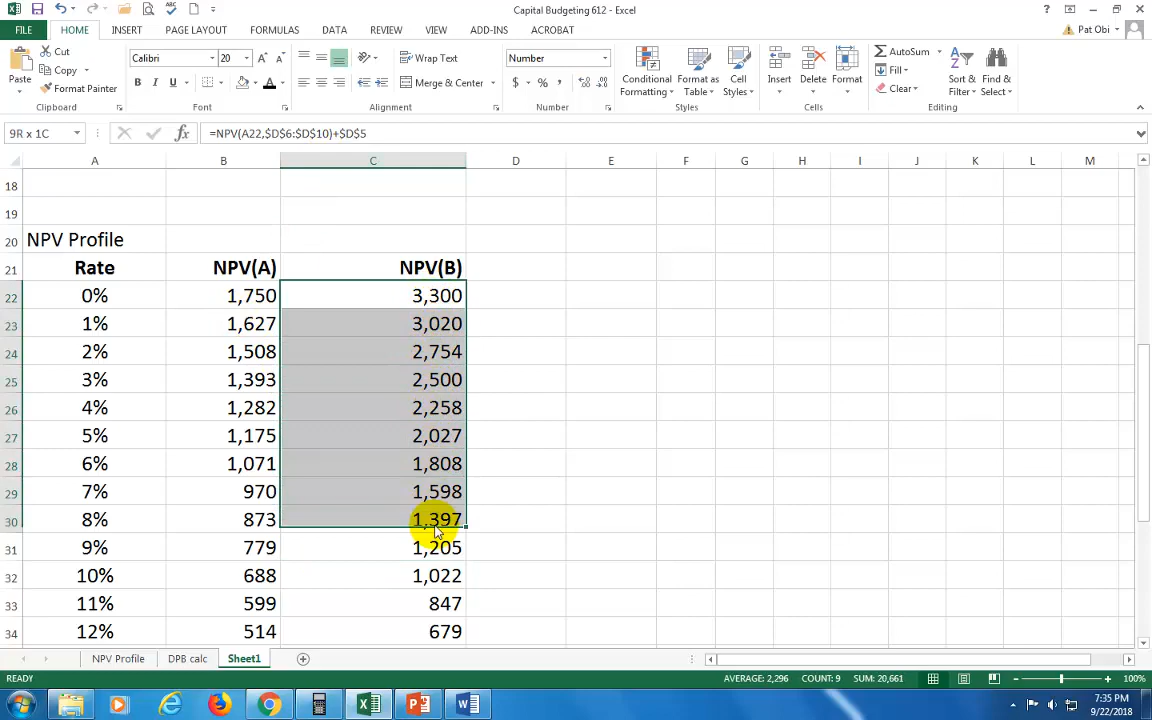 Capital Budgeting 612 - Excel
FILE HOME INSERT PAGE LAYOUT FORMULAS DATA REVIEW VIEW ADD-INS ACROBAT Pat Obi
Paste Cut Copy Format Painter Clipboard
Calibri 20 B I U A Font
Wrap Text Merge & Center Alignment
Number $ % , Number
Conditional Formatting Format as Table Cell Styles Styles
Insert Delete Format Cells
AutoSum Fill Clear Sort & Filter Find & Select Editing
9R x 1C fx =NPV(A22,$D$6:$D$10)+$D$5
A B C D E F G H I J K L M
18
19
20 NPV Profile
21 Rate NPV(A) NPV(B)
22 0% 1,750 3,300
23 1% 1,627 3,020
24 2% 1,508 2,754
25 3% 1,393 2,500
26 4% 1,282 2,258
27 5% 1,175 2,027
28 6% 1,071 1,808
29 7% 970 1,598
30 8% 873 1,397
31 9% 779 1,205
32 10% 688 1,022
33 11% 599 847
34 12% 514 679
NPV Profile DPB calc Sheet1
READY AVERAGE: 2,296 COUNT: 9 SUM: 20,661 100%
7:35 PM
9/22/2018